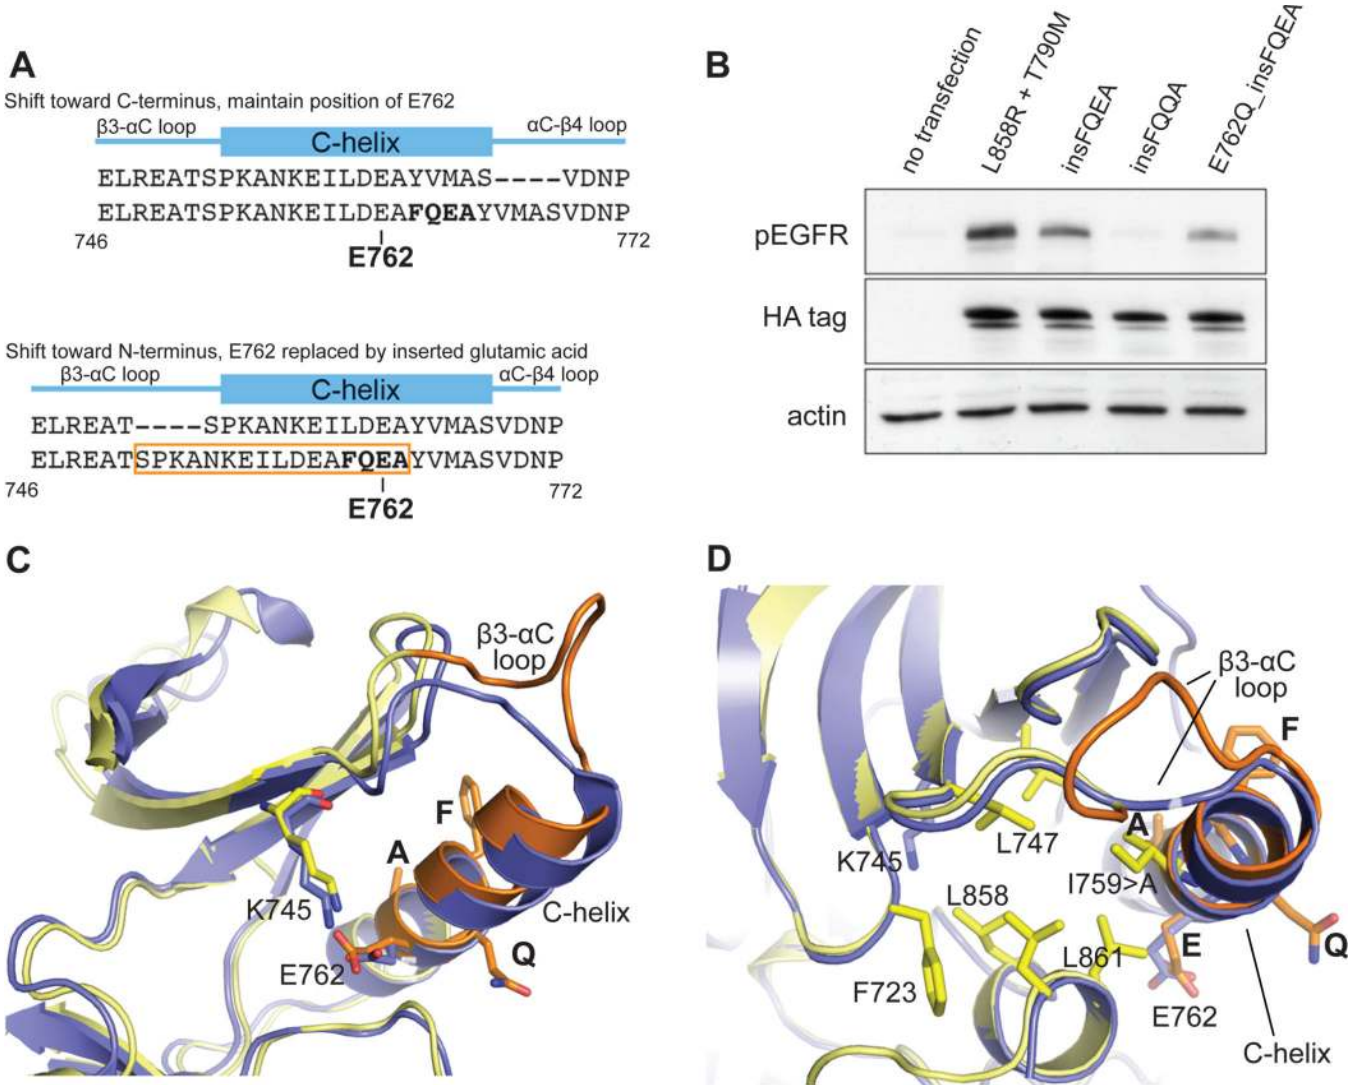 A
Shift toward C-terminus, maintain position of E762
β3-αC loop
αC-β4 loop
C-helix
ELREATSPKANKEILDEAYVMAS----VDNP
ELREATSPKANKEILDEAFQEAYVMASVDNP
746
772
E762
Shift toward N-terminus, E762 replaced by inserted glutamic acid
β3-αC loop
αC-β4 loop
C-helix
ELREAT----SPKANKEILDEAYVMASVDNP
ELREATSPKANKEILDEAFQEAYVMASVDNP
746
772
E762
B
no transfection
L858R + T790M
insFQEA
insFQQA
E762Q_insFQEA
pEGFR
HA tag
actin
C
β3-αC
loop
F
A
K745
C-helix
Q
E762
D
β3-αC
loop
F
A
L747
K745
I759>A
L858
E
Q
L861
F723
E762
C-helix